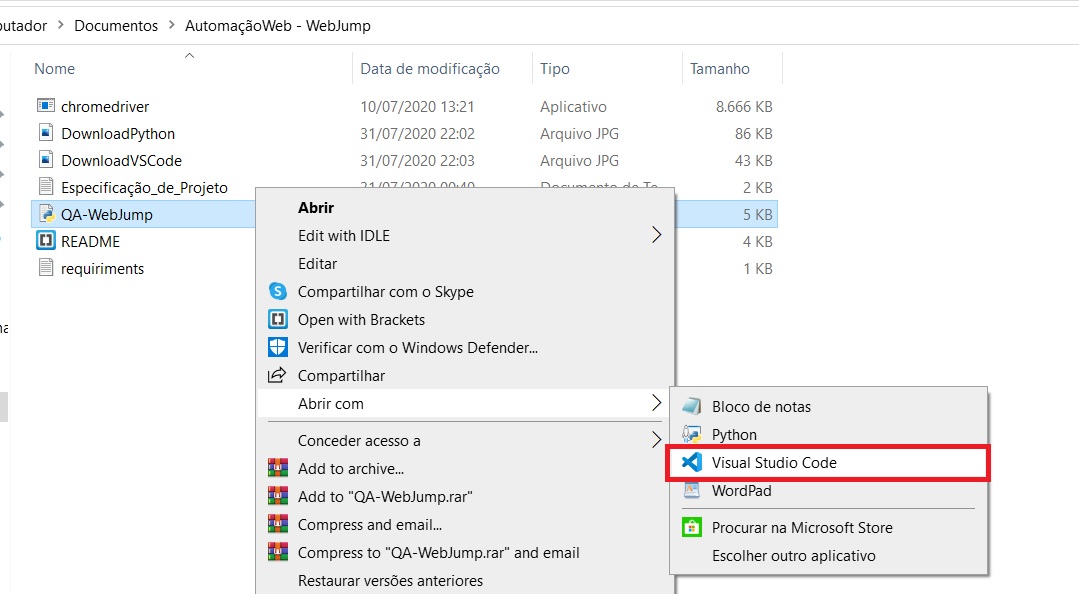 putador > Documentos > AutomaçãoWeb - WebJump
Nome Data de modificação Tipo Tamanho
chromedriver 10/07/2020 13:21 Aplicativo 8.666 KB
DownloadPython 31/07/2020 22:02 Arquivo JPG 86 KB
DownloadVSCode 31/07/2020 22:03 Arquivo JPG 43 KB
Especificação_de_Projeto 31/07/2020 00:40 Documento de Te 2 KB
QA-WebJump 5 KB
README 4 KB
requiriments 1 KB
Abrir
Edit with IDLE
Editar
Compartilhar com o Skype
Open with Brackets
Verificar com o Windows Defender...
Compartilhar
Abrir com
Conceder acesso a
Add to archive...
Add to "QA-WebJump.rar"
Compress and email...
Compress to "QA-WebJump.rar" and email
Restaurar versões anteriores
Bloco de notas
Python
Visual Studio Code
WordPad
Procurar na Microsoft Store
Escolher outro aplicativo